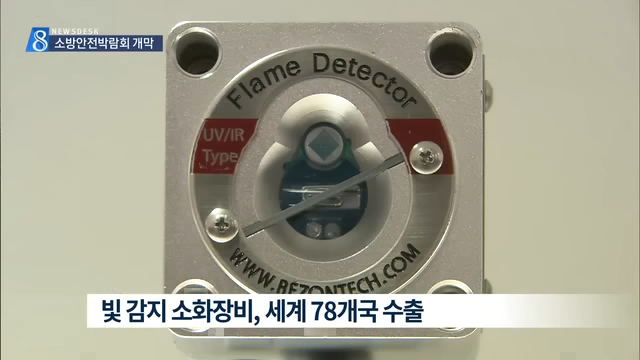 8 NEWSDESK
소방안전박람회 개막
Flame Detector
UV/IR
Type
WWW.REZONTECH.COM
빛 감지 소화장비, 세계 78개국 수출